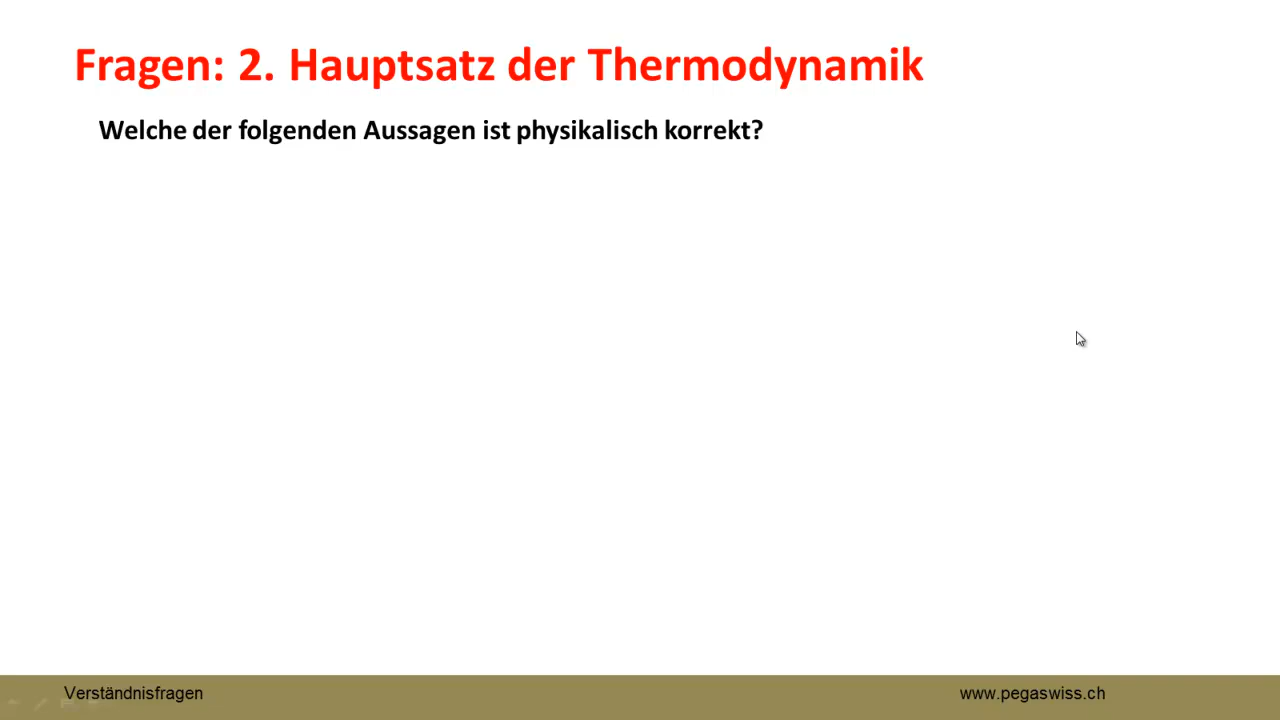 Fragen: 2. Hauptsatz der Thermodynamik
Welche der folgenden Aussagen ist physikalisch korrekt?
Verständnisfragen
www.pegaswiss.ch